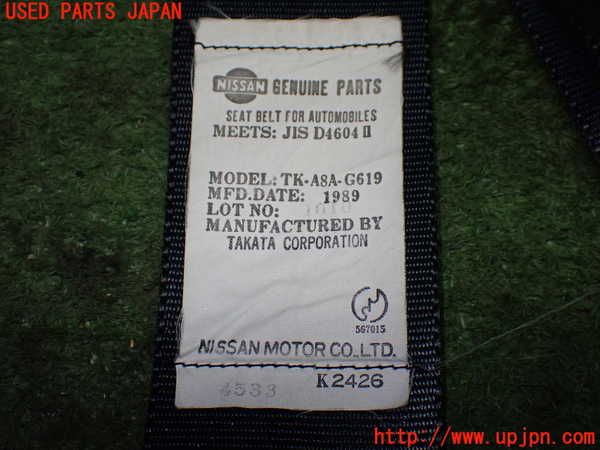 USED PARTS JAPAN
NISSAN GENUINE PARTS
SEAT BELT FOR AUTOMOBILES
MEETS: JIS D4604 II
MODEL: TK-A8A-G619
MFD.DATE: 1989
LOT NO:
MANUFACTURED BY
TAKATA CORPORATION
567015
NISSAN MOTOR CO., LTD.
4533 K2426
http://www.upjpn.com/